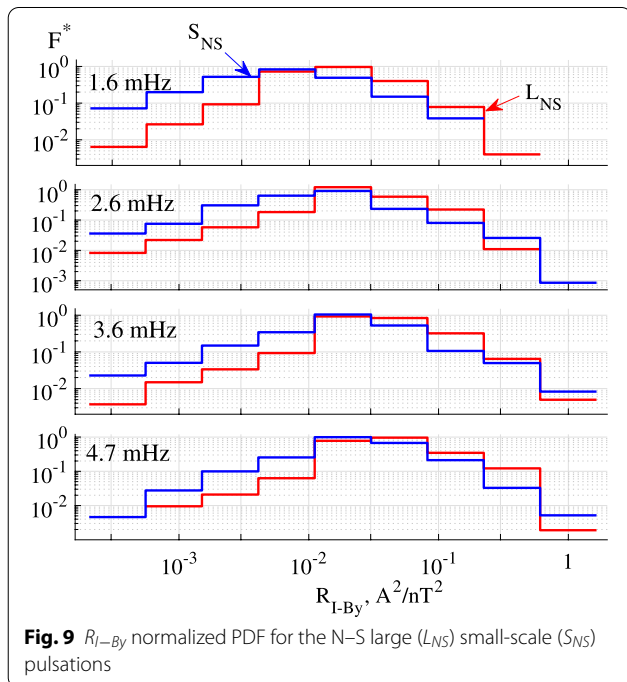 F*
S_NS
10^0
10^-1
10^-2
1.6 mHz
L_NS
10^0
10^-1
10^-2
10^-3
2.6 mHz
10^0
10^-1
10^-2
3.6 mHz
10^0
10^-1
10^-2
4.7 mHz
10^-3 10^-2 10^-1 1
R_I-By, A^2/nT^2
Fig. 9 R_I–By normalized PDF for the N–S large (L_NS) small-scale (S_NS)
pulsations